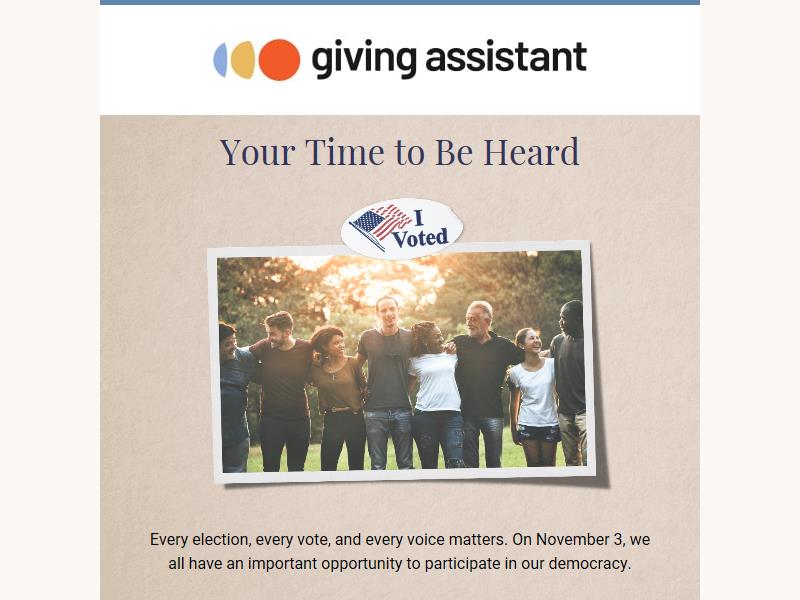 giving assistant
Your Time to Be Heard
I
Voted
Every election, every vote, and every voice matters. On November 3, we
all have an important opportunity to participate in our democracy.